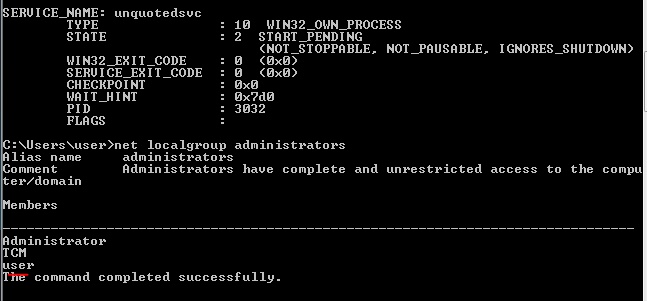 SERVICE_NAME: unquotedsvc
        TYPE               : 10  WIN32_OWN_PROCESS
        STATE              : 2  START_PENDING
                                (NOT_STOPPABLE, NOT_PAUSABLE, IGNORES_SHUTDOWN)
        WIN32_EXIT_CODE    : 0  (0x0)
        SERVICE_EXIT_CODE  : 0  (0x0)
        CHECKPOINT         : 0x0
        WAIT_HINT          : 0x7d0
        PID                : 3032
        FLAGS              :
C:\Users\user>net localgroup administrators
Alias name     administrators
Comment        Administrators have complete and unrestricted access to the compu
ter/domain
Members
-------------------------------------------------------------------------------
Administrator
TCM
user
The command completed successfully.